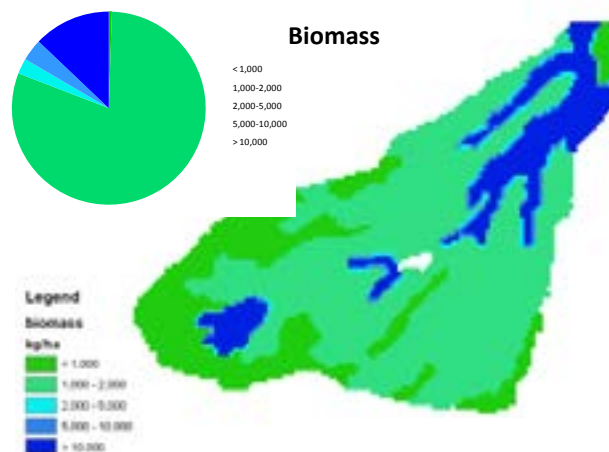 Biomass
< 1,000
1,000-2,000
2,000-5,000
5,000-10,000
> 10,000
Legend
Biomass
kg/ha
< 1,000
1,000 - 2,000
2,000 - 5,000
5,000 - 10,000
> 10,000